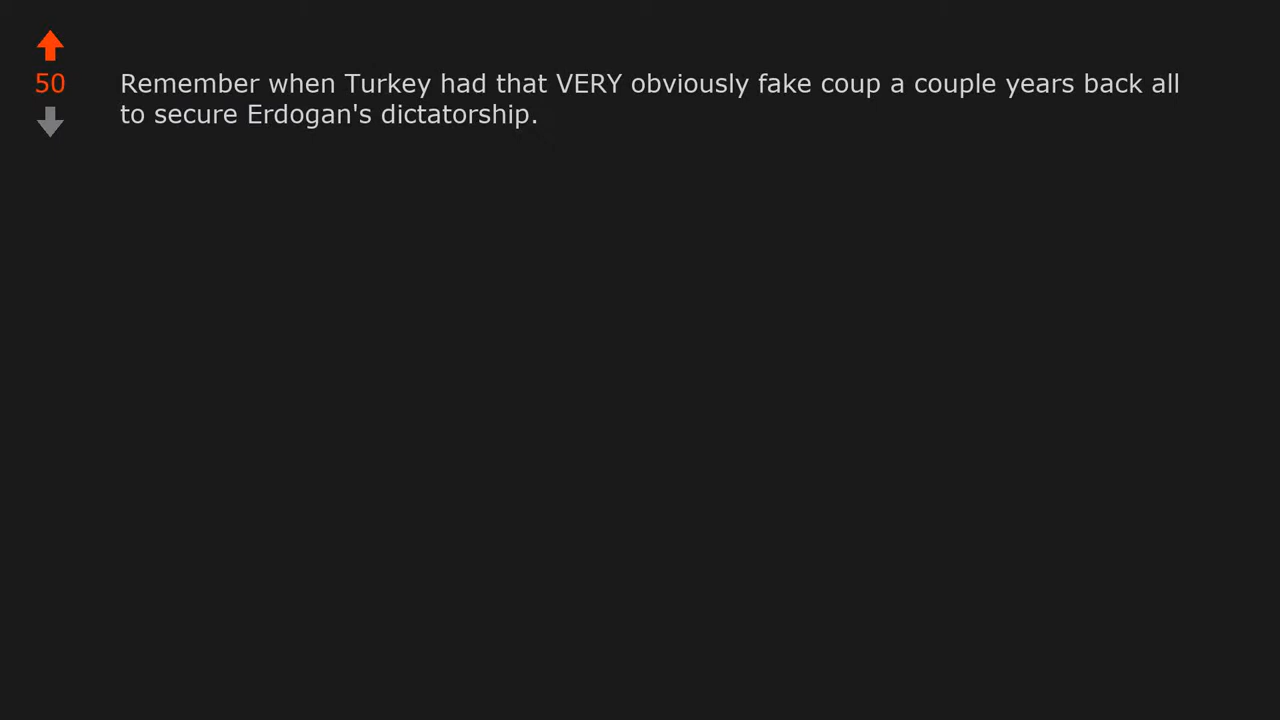 50
Remember when Turkey had that VERY obviously fake coup a couple years back all
to secure Erdogan's dictatorship.